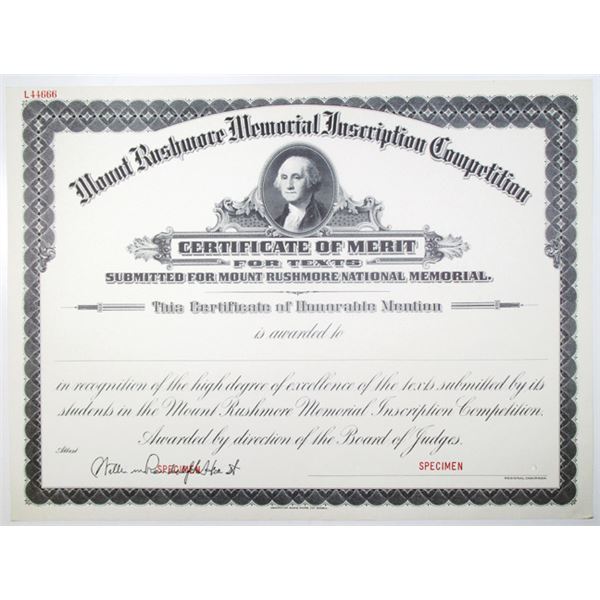 L44666
Mount Rushmore Memorial Inscription Competition
CERTIFICATE OF MERIT
FOR TEXTS
SUBMITTED FOR MOUNT RUSHMORE NATIONAL MEMORIAL.
This Certificate of Honorable Mention
is awarded to
in recognition of the high degree of excellence of the texts submitted by its
students in the Mount Rushmore Memorial Inscription Competition.
Awarded by direction of the Board of Judges.
Attest
SPECIMEN
SPECIMEN
REGIONAL CHAIRMAN